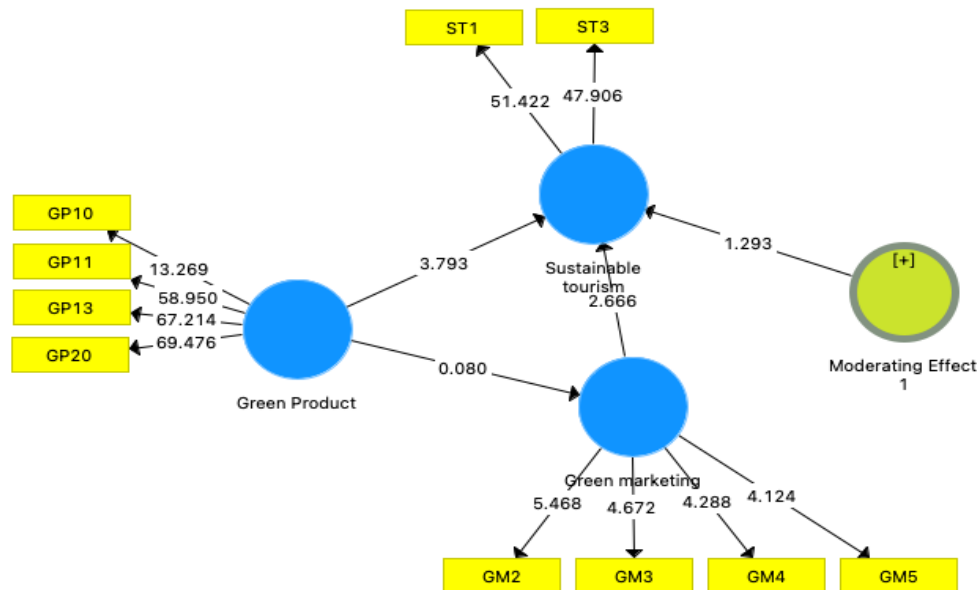 ST1
ST3
51.422
47.906
GP10
GP11
GP13
GP20
13.269
58.950
67.214
69.476
Green Product
3.793
0.080
Sustainable
tourism
2.666
1.293
[+]
Moderating Effect
1
Green marketing
5.468
4.672
4.288
4.124
GM2
GM3
GM4
GM5